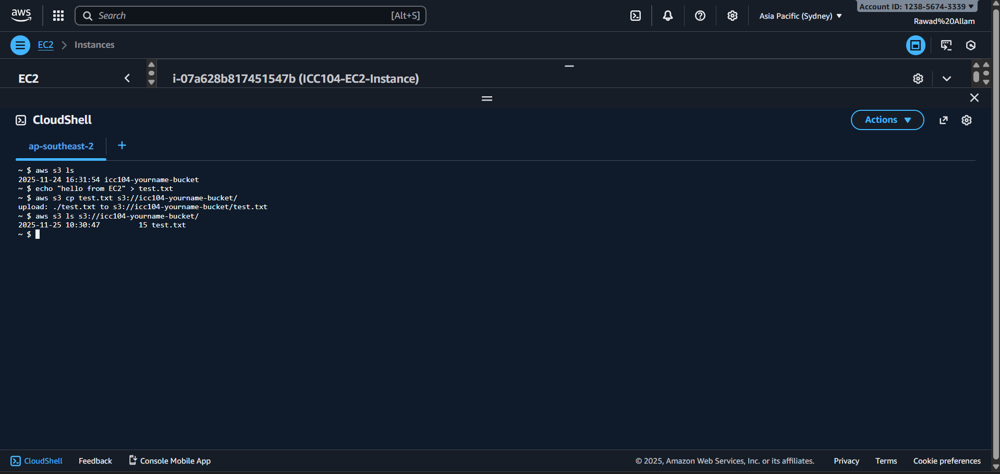 aws
Search [Alt+S]
Asia Pacific (Sydney) ▼
Account ID: 1238-5674-3339 ▼
Rawad%20Allam
EC2 > Instances
EC2
i-07a628b817451547b (ICC104-EC2-Instance)
CloudShell
Actions ▼
ap-southeast-2 +
~ $ aws s3 ls
2025-11-24 16:31:54 icc104-yourname-bucket
~ $ echo "hello from EC2" > test.txt
~ $ aws s3 cp test.txt s3://icc104-yourname-bucket/
upload: ./test.txt to s3://icc104-yourname-bucket/test.txt
~ $ aws s3 ls s3://icc104-yourname-bucket/
2025-11-25 10:30:47         15 test.txt
~ $
CloudShell Feedback Console Mobile App © 2025, Amazon Web Services, Inc. or its affiliates. Privacy Terms Cookie preferences